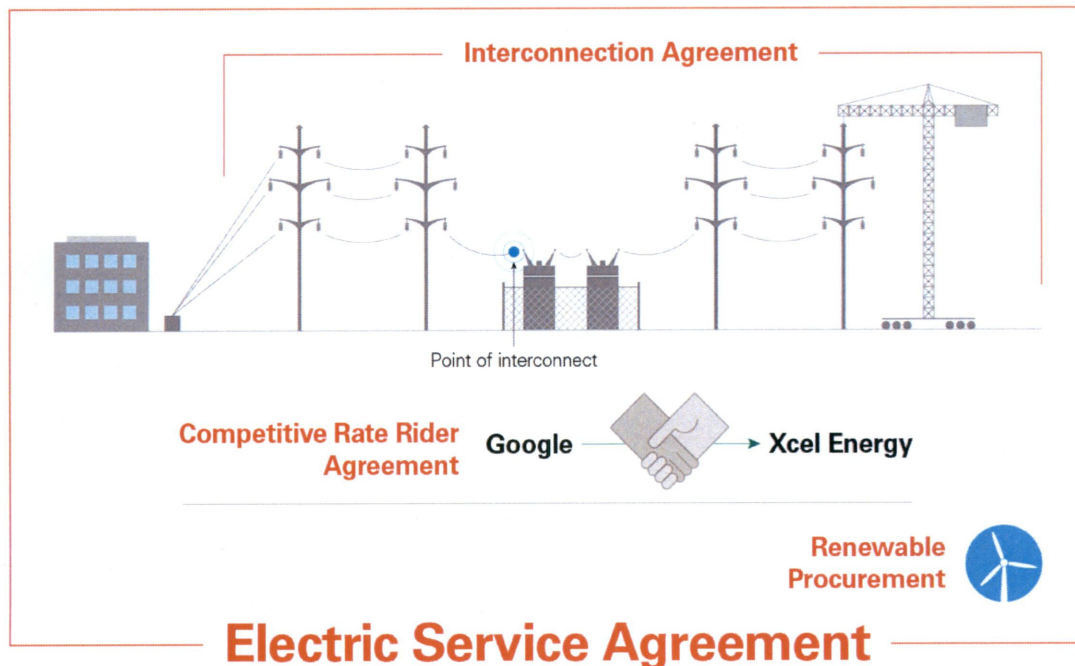 Interconnection Agreement
Point of interconnect
Competitive Rate Rider
Agreement
Google
Xcel Energy
Renewable
Procurement
Electric Service Agreement